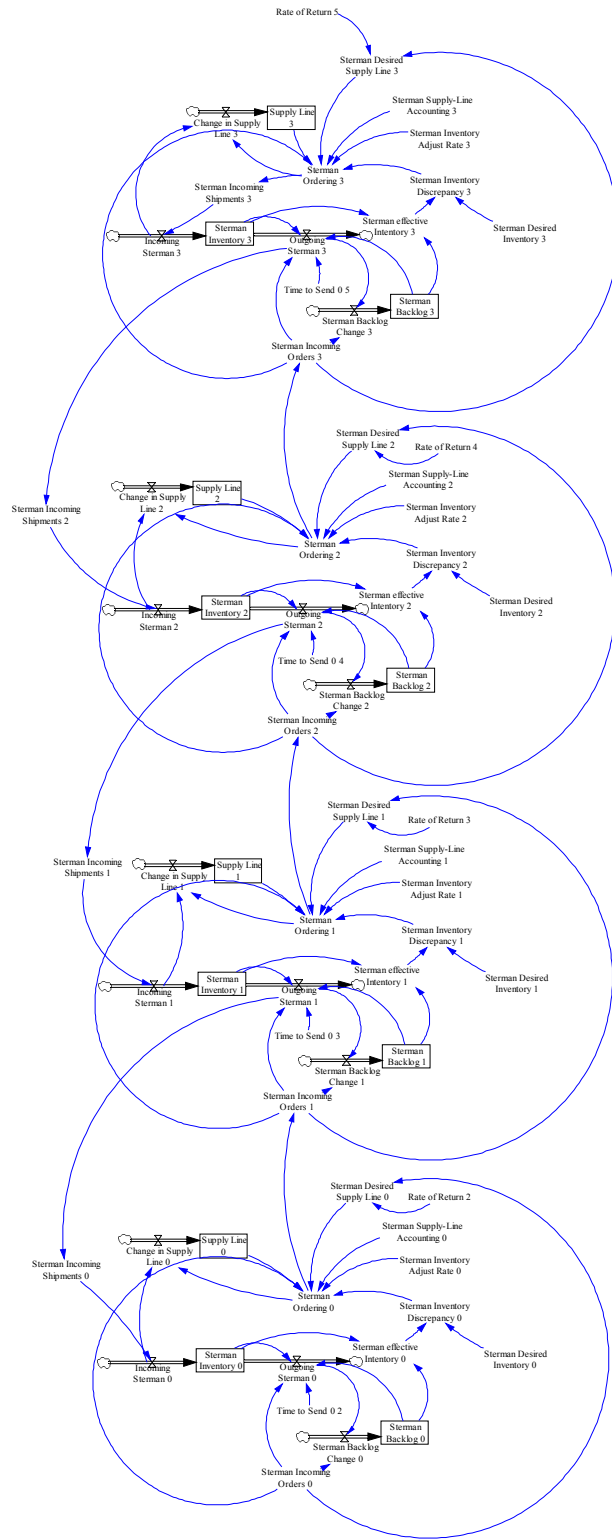 Rate of Return 5
Sterman Desired
Supply Line 3
Sterman Supply-Line
Accounting 3
Supply Line
3
Change in Supply
Line 3
Sterman Inventory
Adjust Rate 3
Sterman
Ordering 3
Sterman Incoming
Shipments 3
Sterman Inventory
Discrepancy 3
Sterman effective
Intentory 3
Sterman Desired
Inventory 3
Incoming
Sterman 3
Sterman
Inventory 3
Outgoing
Sterman 3
Time to Send 0 5
Sterman
Backlog 3
Sterman Backlog
Change 3
Sterman Incoming
Orders 3
Sterman Desired
Supply Line 2
Rate of Return 4
Sterman Supply-Line
Accounting 2
Supply Line
2
Change in Supply
Line 2
Sterman Incoming
Shipments 2
Sterman Inventory
Adjust Rate 2
Sterman
Ordering 2
Sterman Inventory
Discrepancy 2
Sterman effective
Intentory 2
Sterman Desired
Inventory 2
Incoming
Sterman 2
Sterman
Inventory 2
Outgoing
Sterman 2
Time to Send 0 4
Sterman
Backlog 2
Sterman Backlog
Change 2
Sterman Incoming
Orders 2
Sterman Desired
Supply Line 1
Rate of Return 3
Sterman Supply-Line
Accounting 1
Sterman Incoming
Shipments 1
Supply Line
1
Change in Supply
Line 1
Sterman Inventory
Adjust Rate 1
Sterman
Ordering 1
Sterman Inventory
Discrepancy 1
Sterman effective
Intentory 1
Sterman Desired
Inventory 1
Incoming
Sterman 1
Sterman
Inventory 1
Outgoing
Sterman 1
Time to Send 0 3
Sterman
Backlog 1
Sterman Backlog
Change 1
Sterman Incoming
Orders 1
Sterman Desired
Supply Line 0
Rate of Return 2
Sterman Supply-Line
Accounting 0
Supply Line
0
Change in Supply
Line 0
Sterman Incoming
Shipments 0
Sterman Inventory
Adjust Rate 0
Sterman
Ordering 0
Sterman Inventory
Discrepancy 0
Sterman effective
Intentory 0
Sterman Desired
Inventory 0
Incoming
Sterman 0
Sterman
Inventory 0
Outgoing
Sterman 0
Time to Send 0 2
Sterman
Backlog 0
Sterman Backlog
Change 0
Sterman Incoming
Orders 0